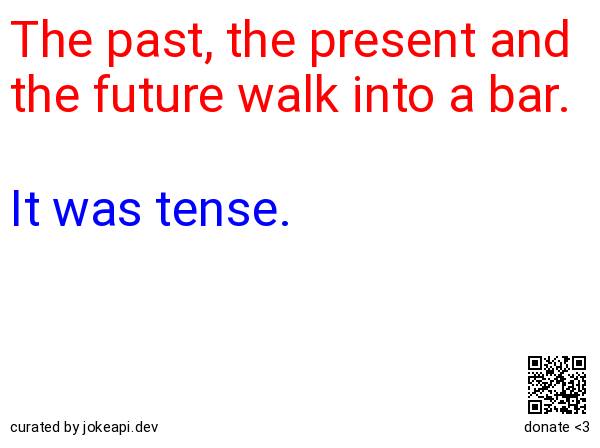 The past, the present and
the future walk into a bar.
It was tense.
curated by jokeapi.dev
donate <3